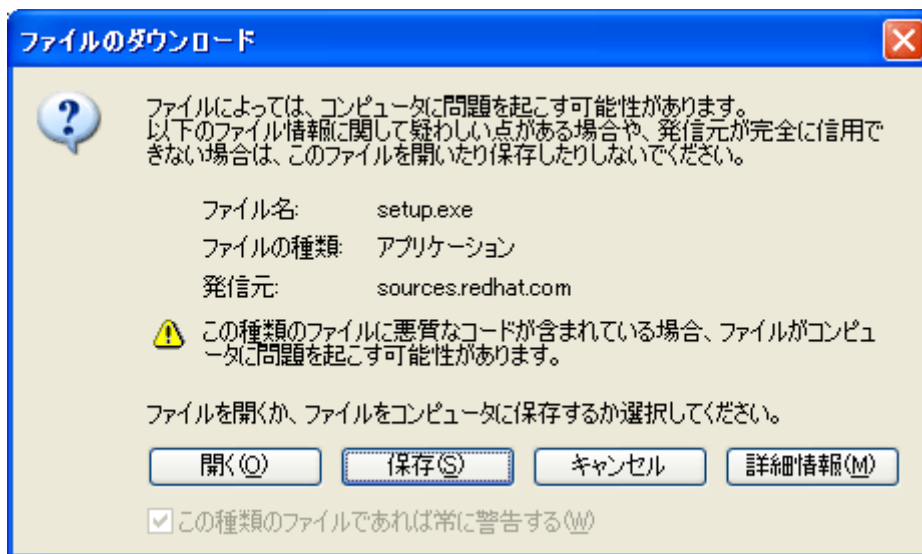 ファイルのダウンロード
ファイルによっては、コンピュータに問題を起こす可能性があります。
以下のファイル情報に関して疑わしい点がある場合や、発信元が完全に信用で
きない場合は、このファイルを開いたり保存したりしないでください。
ファイル名: setup.exe
ファイルの種類: アプリケーション
発信元: sources.redhat.com
この種類のファイルに悪質なコードが含まれている場合、ファイルがコンピュ
ータに問題を起こす可能性があります。
ファイルを開くか、ファイルをコンピュータに保存するか選択してください。
開く(O) 保存(S) キャンセル 詳細情報(M)
この種類のファイルであれば常に警告する(W)